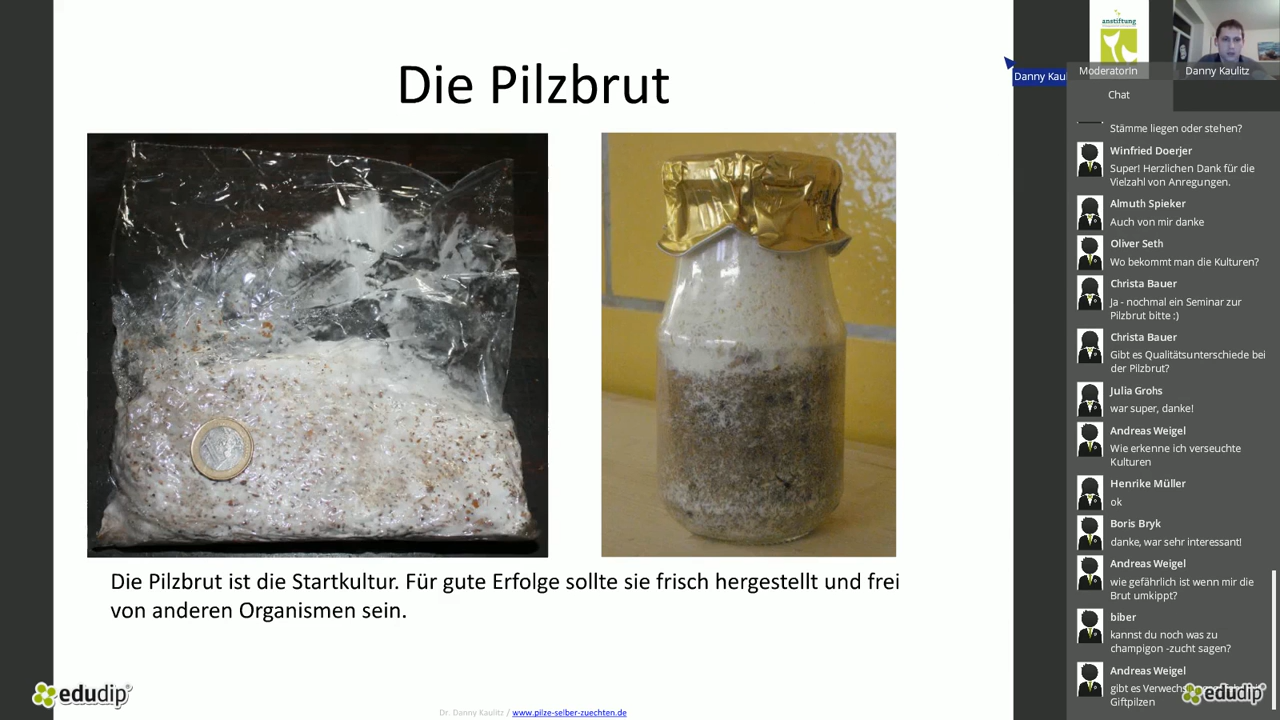 Die Pilzbrut
Die Pilzbrut ist die Startkultur. Für gute Erfolge sollte sie frisch hergestellt und frei
von anderen Organismen sein.
edudip
Dr. Danny Kaulitz / www.pilze-selber-zuechten.de
anstiftung
Danny Kau
Moderatorin
Danny Kaulitz
Chat
Stämme liegen oder stehen?
Winfried Doerjer
Super! Herzlichen Dank für die
Vielzahl von Anregungen.
Almuth Spieker
Auch von mir danke
Oliver Seth
Wo bekommt man die Kulturen?
Christa Bauer
Ja - nochmal ein Seminar zur
Pilzbrut bitte :)
Christa Bauer
Gibt es Qualitätsunterschiede bei
der Pilzbrut?
Julia Grohs
war super, danke!
Andreas Weigel
Wie erkenne ich verseuchte
Kulturen
Henrike Müller
ok
Boris Bryk
danke, war sehr interessant!
Andreas Weigel
wie gefährlich ist wenn mir die
Brut umkippt?
biber
kannst du noch was zu
champigon -zucht sagen?
Andreas Weigel
gibt es
Giftpilzen
edudip